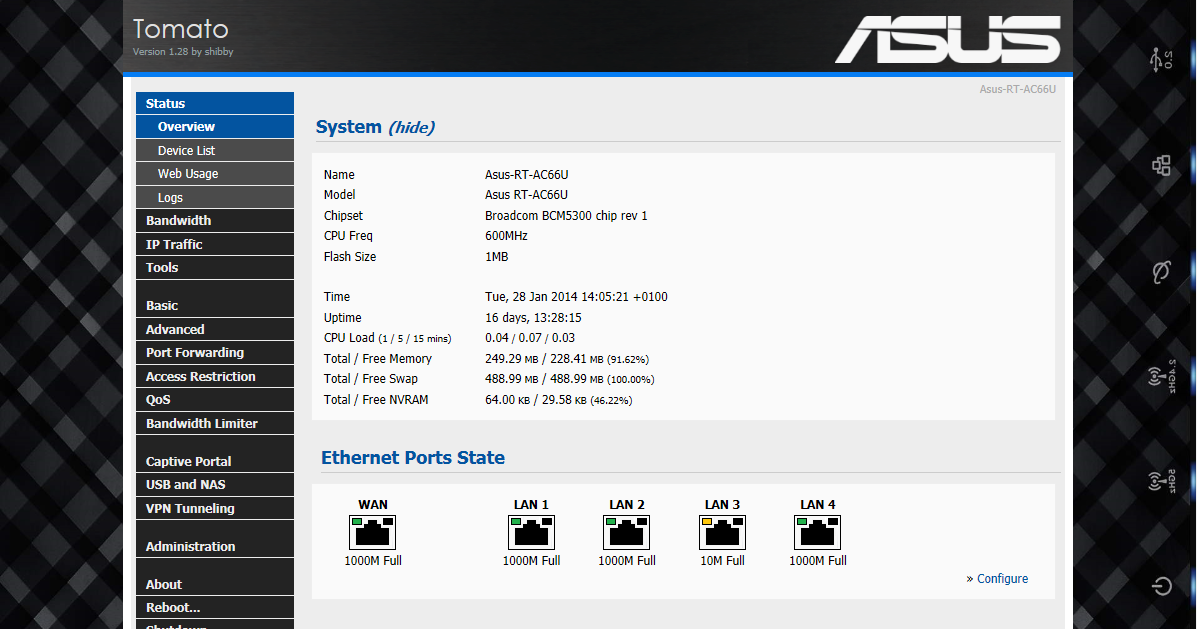 Tomato
Version 1.28 by shibby
ASUS
Asus-RT-AC66U
Status
Overview
Device List
Web Usage
Logs
Bandwidth
IP Traffic
Tools
Basic
Advanced
Port Forwarding
Access Restriction
QoS
Bandwidth Limiter
Captive Portal
USB and NAS
VPN Tunneling
Administration
About
Reboot...
Shutdown...
System (hide)
Name Asus-RT-AC66U
Model Asus RT-AC66U
Chipset Broadcom BCM5300 chip rev 1
CPU Freq 600MHz
Flash Size 1MB
Time Tue, 28 Jan 2014 14:05:21 +0100
Uptime 16 days, 13:28:15
CPU Load (1 / 5 / 15 mins) 0.04 / 0.07 / 0.03
Total / Free Memory 249.29 MB / 228.41 MB (91.62%)
Total / Free Swap 488.99 MB / 488.99 MB (100.00%)
Total / Free NVRAM 64.00 KB / 29.58 KB (46.22%)
Ethernet Ports State
WAN LAN 1 LAN 2 LAN 3 LAN 4
1000M Full 1000M Full 1000M Full 10M Full 1000M Full
» Configure
2.0
2.4GHz
5GHz